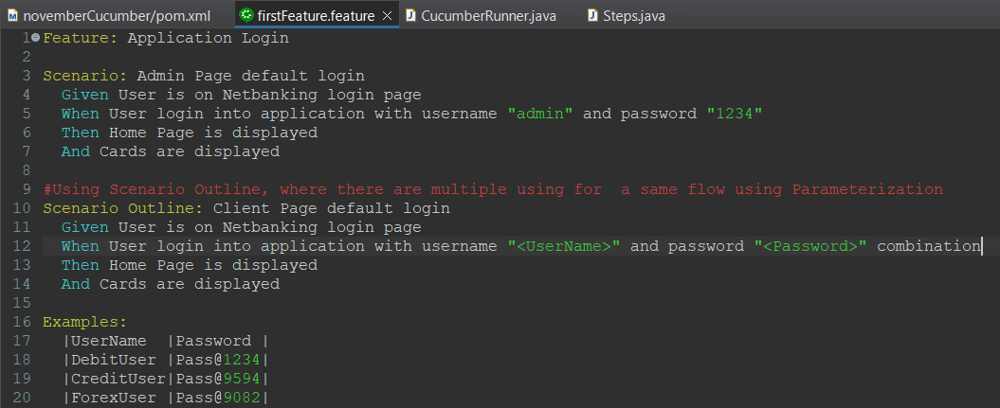 novemberCucumber/pom.xml firstFeature.feature CucumberRunner.java Steps.java
1 Feature: Application Login
2
3 Scenario: Admin Page default login
4 Given User is on Netbanking login page
5 When User login into application with username "admin" and password "1234"
6 Then Home Page is displayed
7 And Cards are displayed
8
9 #Using Scenario Outline, where there are multiple using for  a same flow using Parameterization
10 Scenario Outline: Client Page default login
11 Given User is on Netbanking login page
12 When User login into application with username "<UserName>" and password "<Password>" combination
13 Then Home Page is displayed
14 And Cards are displayed
15
16 Examples:
17 |UserName  |Password |
18 |DebitUser |Pass@1234|
19 |CreditUser|Pass@9594|
20 |ForexUser |Pass@9082|